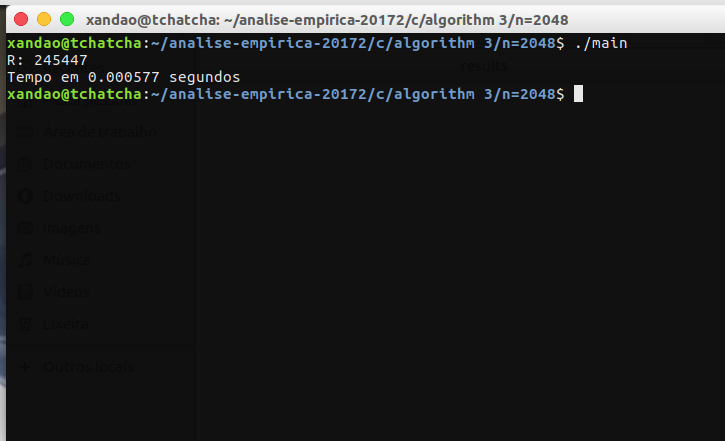 xandao@tchatcha: ~/analise-empirica-20172/c/algorithm 3/n=2048
xandao@tchatcha:~/analise-empirica-20172/c/algorithm 3/n=2048$ ./main
R: 245447
results
Tempo em 0.000577 segundos
xandao@tchatcha:~/analise-empirica-20172/c/algorithm 3/n=2048$
Área de trabalho
Documentos
Downloads
Imagens
Música
Vídeos
Lixeira
+ Outros locais